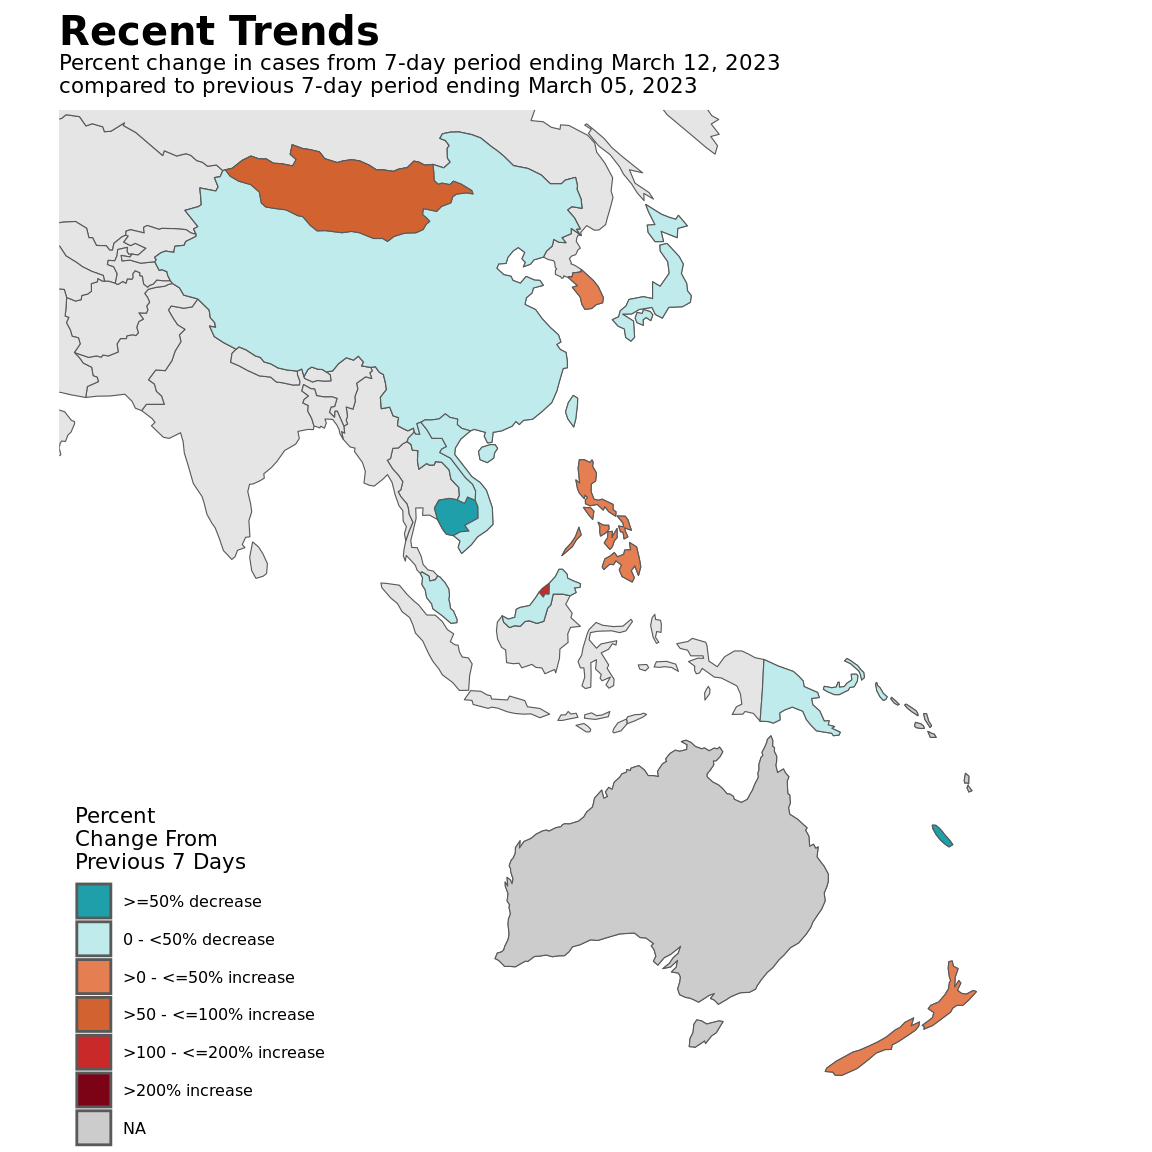 Recent Trends
Percent change in cases from 7-day period ending March 12, 2023
compared to previous 7-day period ending March 05, 2023
Percent
Change From
Previous 7 Days
>=50% decrease
0 - <50% decrease
>0 - <=50% increase
>50 - <=100% increase
>100 - <=200% increase
>200% increase
NA